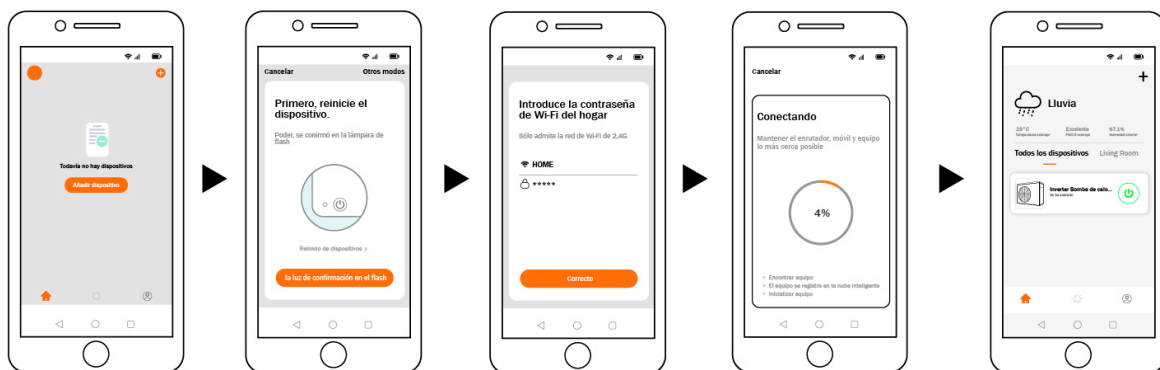 Todavía no hay dispositivos
Añadir dispositivo
Cancelar
Otros modos
Primero, reinicie el
dispositivo.
Poder, se conirmó en la lámpara de
flash
Reinicio de dispositivos >
la luz de confirmación en el flash
Introduce la contraseña
de Wi-Fi del hogar
Sólo admite la red de Wi-Fi de 2,4G
HOME
*****
Correcto
Cancelar
Conectando
Mantener el enrutador, móvil y equipo
lo más cerca posible
4%
Encontrar equipo
El equipo se registra en la nube inteligente
Inicializar equipo
Lluvia
Excelente
67.1%
Todos los dispositivos
Living Room
Inverter Bomba de calo...